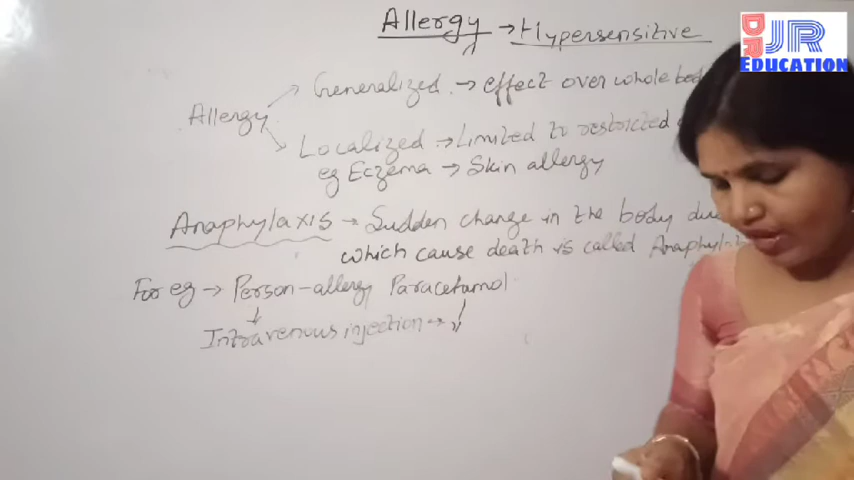 Allergy → Hypersensitive
DR JR EDUCATION
Allergy
Generalized → effect over whole bod
Localized → Limited to restricted
eg Eczema → Skin allergy
Anaphylaxis → Sudden change in the body du
which cause death is called Anaphyla
For eg → Person - allergy Paracetamol
Intravenous injection →